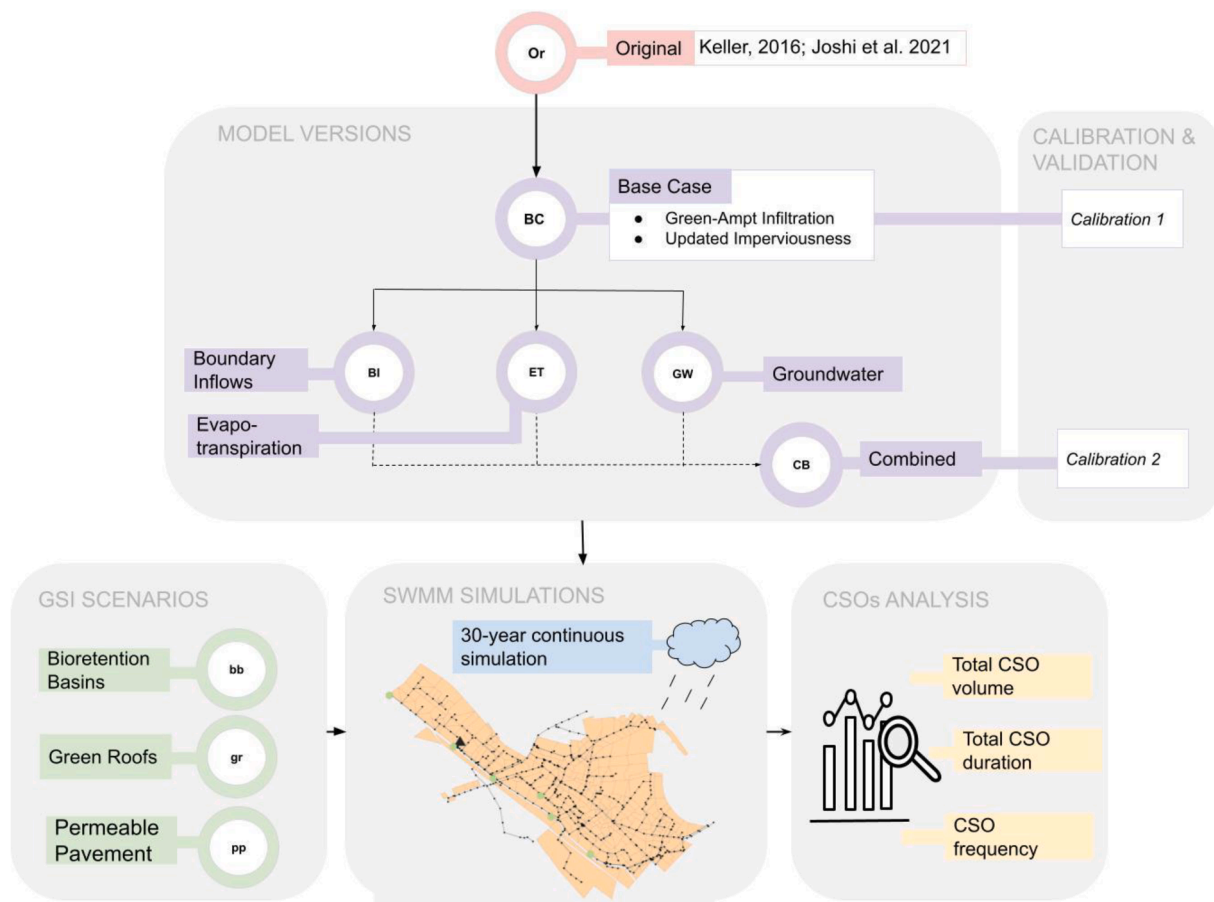 Or
Original
Keller, 2016; Joshi et al. 2021
MODEL VERSIONS
CALIBRATION &
VALIDATION
BC
Base Case
● Green-Ampt Infiltration
● Updated Imperviousness
Calibration 1
Boundary
Inflows
BI
ET
GW
Groundwater
Evapo-
transpiration
CB
Combined
Calibration 2
GSI SCENARIOS
Bioretention
Basins
bb
Green Roofs
gr
Permeable
Pavement
pp
SWMM SIMULATIONS
30-year continuous
simulation
CSOs ANALYSIS
Total CSO
volume
Total CSO
duration
CSO
frequency